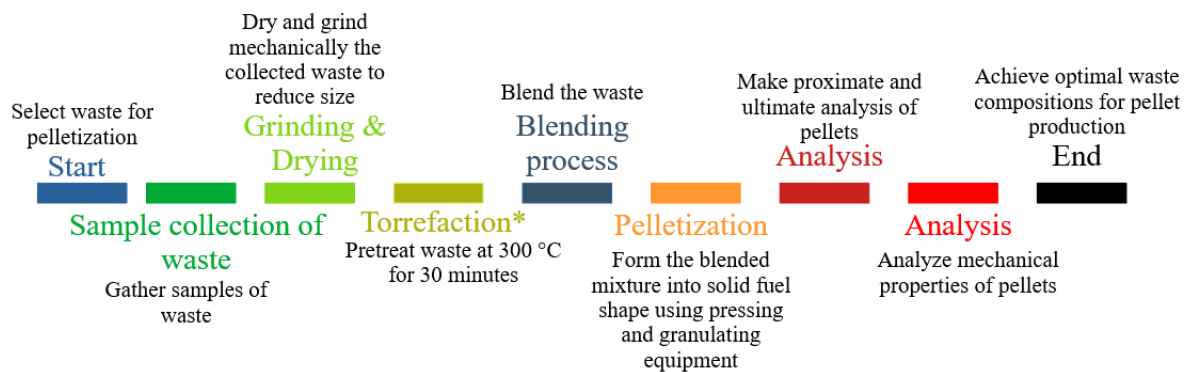 Select waste for
pelletization
Start
Sample collection of
waste
Gather samples of
waste
Dry and grind
mechanically the
collected waste to
reduce size
Grinding &
Drying
Torrefaction*
Pretreat waste at 300 °C
for 30 minutes
Blend the waste
Blending
process
Pelletization
Form the blended
mixture into solid fuel
shape using pressing
and granulating
equipment
Make proximate and
ultimate analysis of
pellets
Analysis
Analysis
Analyze mechanical
properties of pellets
Achieve optimal waste
compositions for pellet
production
End